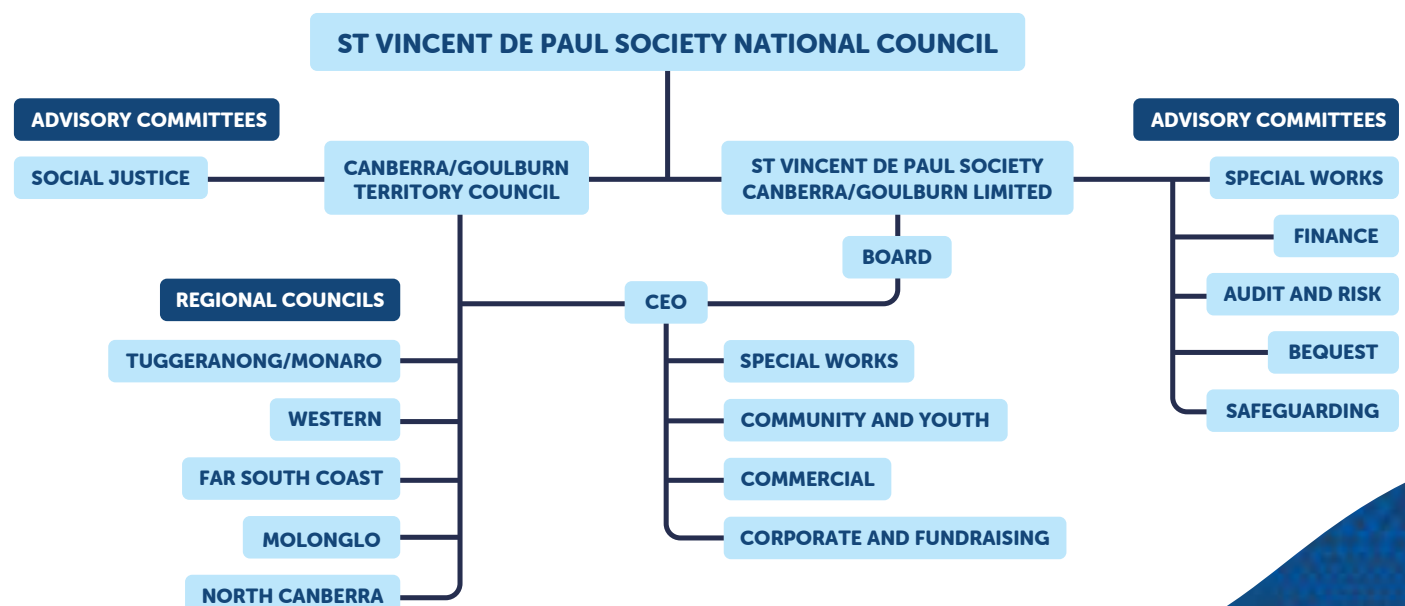 ST VINCENT DE PAUL SOCIETY NATIONAL COUNCIL
ADVISORY COMMITTEES
SOCIAL JUSTICE
CANBERRA/GOULBURN
TERRITORY COUNCIL
ST VINCENT DE PAUL SOCIETY
CANBERRA/GOULBURN LIMITED
ADVISORY COMMITTEES
SPECIAL WORKS
FINANCE
AUDIT AND RISK
BEQUEST
SAFEGUARDING
BOARD
CEO
REGIONAL COUNCILS
TUGGERANONG/MONARO
WESTERN
FAR SOUTH COAST
MOLONGLO
NORTH CANBERRA
SPECIAL WORKS
COMMUNITY AND YOUTH
COMMERCIAL
CORPORATE AND FUNDRAISING